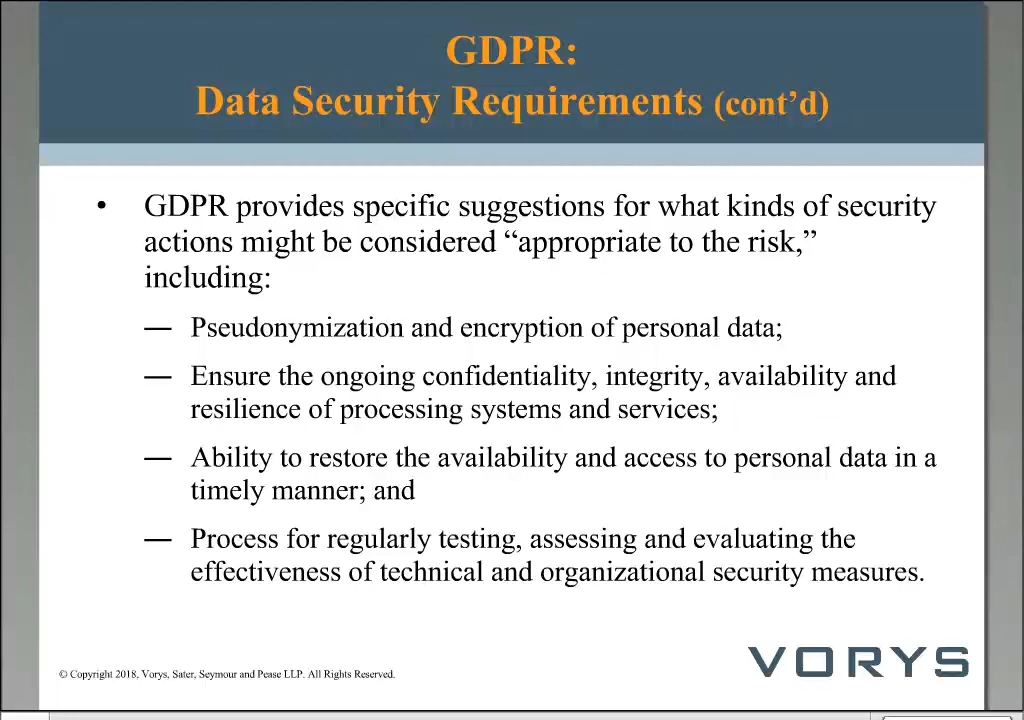 GDPR:
Data Security Requirements (cont’d)
• GDPR provides specific suggestions for what kinds of security
actions might be considered “appropriate to the risk,”
including:
— Pseudonymization and encryption of personal data;
— Ensure the ongoing confidentiality, integrity, availability and
resilience of processing systems and services;
— Ability to restore the availability and access to personal data in a
timely manner; and
— Process for regularly testing, assessing and evaluating the
effectiveness of technical and organizational security measures.
© Copyright 2018, Vorys, Sater, Seymour and Pease LLP. All Rights Reserved.
VORYS